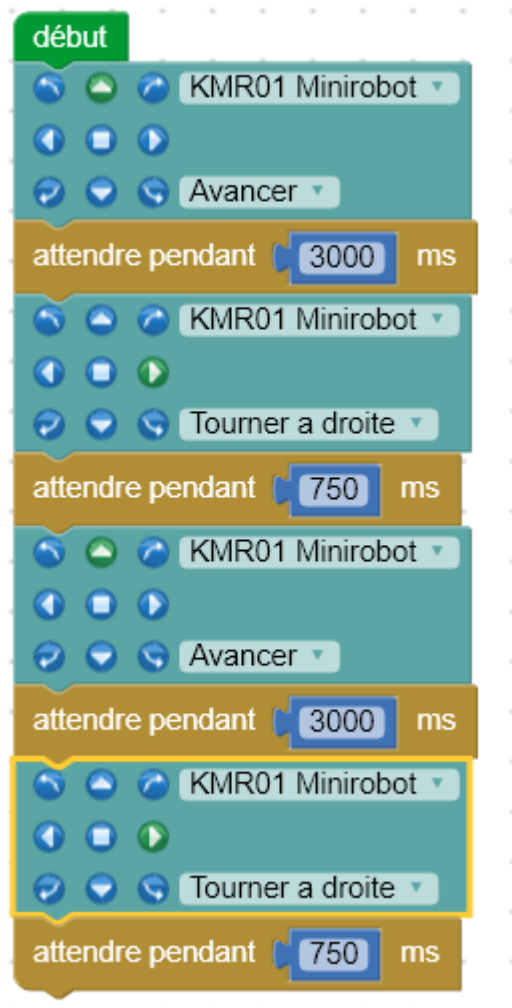 début
KMR01 Minirobot
Avancer
attendre pendant 3000 ms
KMR01 Minirobot
Tourner a droite
attendre pendant 750 ms
KMR01 Minirobot
Avancer
attendre pendant 3000 ms
KMR01 Minirobot
Tourner a droite
attendre pendant 750 ms